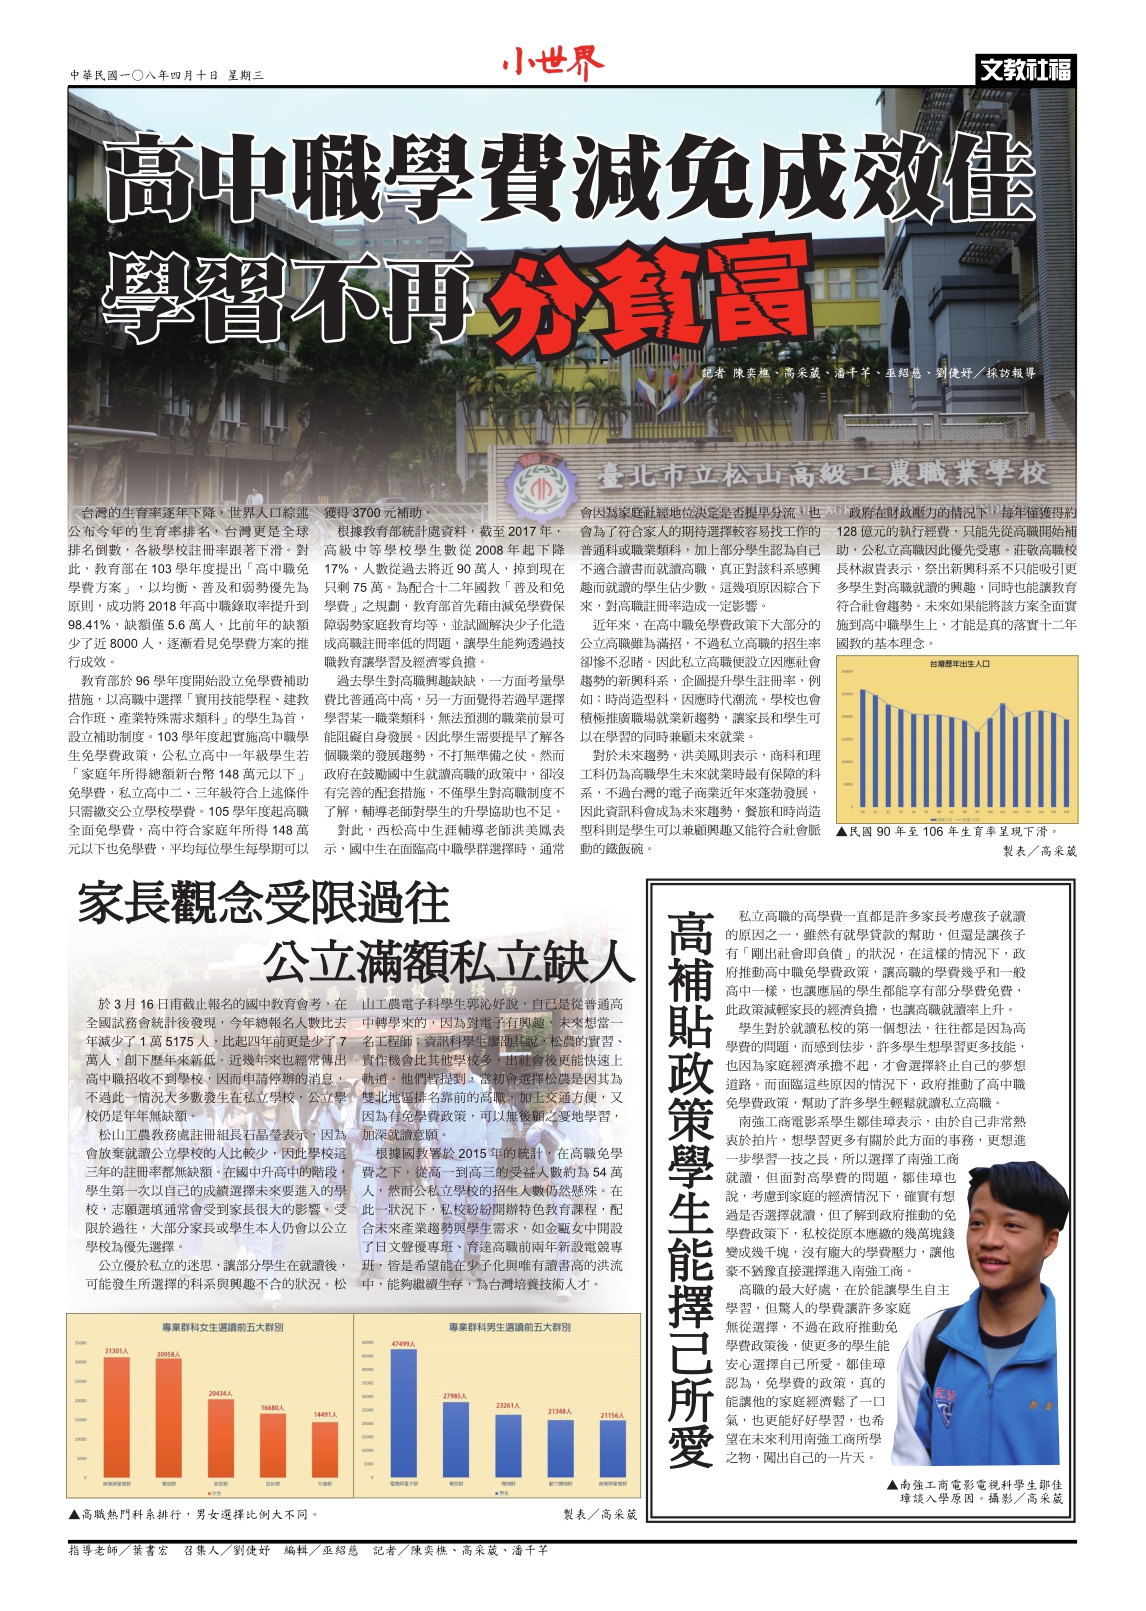 中華民國一〇八年四月十日 星期三
小世界
文教社福
高中職學費減免成效佳
學習不再分貧富
記者 陳奕樵、高采葳、潘千芊、巫紹慈、劉倢妤／採訪報導
臺北市立松山高級工農職業學校
台灣的生育率逐年下降，世界人口綜述
公布今年的生育率排名，台灣更是全球
排名倒數，各級學校註冊率跟著下滑。對
此，教育部在 103 學年度提出「高中職免
學費方案」，以均衡、普及和弱勢優先為
原則，成功將 2018 年高中職錄取率提升到
98.41%，缺額僅 5.6 萬人，比前年的缺額
少了近 8000 人，逐漸看見免學費方案的推
行成效。
教育部於 96 學年度開始設立免學費補助
措施，以高職中選擇「實用技能學程、建教
合作班、產業特殊需求類科」的學生為首，
設立補助制度。103 學年度起實施高中職學
生免學費政策，公私立高中一年級學生若
「家庭年所得總額新台幣 148 萬元以下」
免學費，私立高中二、三年級符合上述條件
只需繳交公立學校學費。105 學年度起高職
全面免學費，高中符合家庭年所得 148 萬
元以下也免學費，平均每位學生每學期可以
獲得 3700 元補助。
根據教育部統計處資料，截至 2017 年，
高級中等學校學生數從 2008 年起下降
17%，人數從過去將近 90 萬人，掉到現在
只剩 75 萬。為配合十二年國教「普及和免
學費」之規劃，教育部首先藉由減免學費保
障弱勢家庭教育均等，並試圖解決少子化造
成高職註冊率低的問題，讓學生能夠透過技
職教育讓學習及經濟零負擔。
過去學生對高職興趣缺缺，一方面考量學
費比普通高中高，另一方面覺得若過早選擇
學習某一職業類科，無法預測的職業前景可
能阻礙自身發展。因此學生需要提早了解各
個職業的發展趨勢，不打無準備之仗。然而
政府在鼓勵國中生就讀高職的政策中，卻沒
有完善的配套措施，不僅學生對高職制度不
了解，輔導老師對學生的升學協助也不足。
對此，西松高中生涯輔導老師洪美鳳表
示，國中生在面臨高中職學群選擇時，通常
會因為家庭社經地位決定是否提早分流，也
會為了符合家人的期待選擇較容易找工作的
普通科或職業類科，加上部分學生認為自己
不適合讀書而就讀高職，真正對該科系感興
趣而就讀的學生佔少數。這幾項原因綜合下
來，對高職註冊率造成一定影響。
近年來，在高中職免學費政策下大部分的
公立高職雖為滿招，不過私立高職的招生率
卻慘不忍睹。因此私立高職便設立因應社會
趨勢的新興科系，企圖提升學生註冊率，例
如：時尚造型科，因應時代潮流。學校也會
積極推廣職場就業新趨勢，讓家長和學生可
以在學習的同時兼顧未來就業。
對於未來趨勢，洪美鳳則表示，商科和理
工科仍為高職學生未來就業時最有保障的科
系，不過台灣的電子商業近年來蓬勃發展，
因此資訊科會成為未來趨勢，餐旅和時尚造
型科則是學生可以兼顧興趣又能符合社會脈
動的鐵飯碗。
政府在財政壓力的情況下，每年僅獲得約
128 億元的執行經費，只能先從高職開始補
助，公私立高職因此優先受惠。莊敬高職校
長林淑貴表示，祭出新興科系不只能吸引更
多學生對高職就讀的興趣，同時也能讓教育
符合社會趨勢。未來如果能將該方案全面實
施到高中職學生上，才能是真的落實十二年
國教的基本理念。
台灣歷年出生人口
▲民國 90 年至 106 年生育率呈現下滑。
製表／高采葳
家長觀念受限過往
公立滿額私立缺人
於 3 月 16 日甫截止報名的國中教育會考，在
全國試務會統計後發現，今年總報名人數比去
年減少了 1 萬 5175 人，比起四年前更是少了 7
萬人，創下歷年來新低。近幾年來也經常傳出
高中職招收不到學校，因而申請停辦的消息，
不過此一情況大多數發生在私立學校，公立學
校仍是年年無缺額。
松山工農教務處註冊組長石晶瑩表示，因為
會放棄就讀公立學校的人比較少，因此學校這
三年的註冊率都無缺額。在國中升高中的階段，
學生第一次以自己的成績選擇未來要進入的學
校，志願選填通常會受到家長很大的影響。受
限於過往，大部分家長或學生本人仍會以公立
學校為優先選擇。
公立優於私立的迷思，讓部分學生在就讀後，
可能發生所選擇的科系與興趣不合的狀況。松
山工農電子科學生郭沁妤說，自己是從普通高
中轉學來的，因為對電子有興趣，未來想當一
名工程師；資訊科學生廖劭其說，松農的實習、
實作機會比其他學校多，出社會後更能快速上
軌道。他們皆提到，當初會選擇松農是因其為
雙北地區排名靠前的高職，加上交通方便，又
因為有免學費政策，可以無後顧之憂地學習，
加深就讀意願。
根據國教署於 2015 年的統計，在高職免學
費之下，從高一到高三的受益人數約為 54 萬
人，然而公私立學校的招生人數仍然懸殊。在
此一狀況下，私校紛紛開辦特色教育課程，配
合未來產業趨勢與學生需求，如金甌女中開設
了日文聲優專班、育達高職前兩年新設電競專
班，皆是希望能在少子化與唯有讀書高的洪流
中，能夠繼續生存，為台灣培養技術人才。
專業群科女生選讀前五大群別
31301人
30958人
20434人
16680人
14491人
商業與管理群
餐旅群
家政群
設計群
外語群
女生
專業群科男生選讀前五大群別
47499人
27985人
23261人
21348人
21156人
電機與電子群
餐旅群
機械群
動力機械群
商業與管理群
男生
▲高職熱門科系排行，男女選擇比例大不同。
製表／高采葳
高補貼政策學生能擇己所愛
私立高職的高學費一直都是許多家長考慮孩子就讀
的原因之一，雖然有就學貸款的幫助，但還是讓孩子
有「剛出社會即負債」的狀況，在這樣的情況下，政
府推動高中職免學費政策，讓高職的學費幾乎和一般
高中一樣，也讓應屆的學生都能享有部分學費免費，
此政策減輕家長的經濟負擔，也讓高職就讀率上升。
學生對於就讀私校的第一個想法，往往都是因為高
學費的問題，而感到怯步，許多學生想學習更多技能，
也因為家庭經濟承擔不起，才會選擇終止自己的夢想
道路。而面臨這些原因的情況下，政府推動了高中職
免學費政策，幫助了許多學生輕鬆就讀私立高職。
南強工商電影系學生鄒佳璋表示，由於自己非常熱
衷於拍片，想學習更多有關於此方面的事務，更想進
一步學習一技之長，所以選擇了南強工商
就讀，但面對高學費的問題，鄒佳璋也
說，考慮到家庭的經濟情況下，確實有想
過是否選擇就讀，但了解到政府推動的免
學費政策下，私校從原本應繳的幾萬塊錢
變成幾千塊，沒有龐大的學費壓力，讓他
豪不猶豫直接選擇進入南強工商。
高職的最大好處，在於能讓學生自主
學習，但驚人的學費讓許多家庭
無從選擇，不過在政府推動免
學費政策後，使更多的學生能
安心選擇自己所愛。鄒佳璋
認為，免學費的政策，真的
能讓他的家庭經濟鬆了一口
氣，也更能好好學習，也希
望在未來利用南強工商所學
之物，闖出自己的一片天。
▲南強工商電影電視科學生鄒佳
璋談入學原因。攝影／高采葳
指導老師／葉書宏 召集人／劉倢妤 編輯／巫紹慈 記者／陳奕樵、高采葳、潘千芊